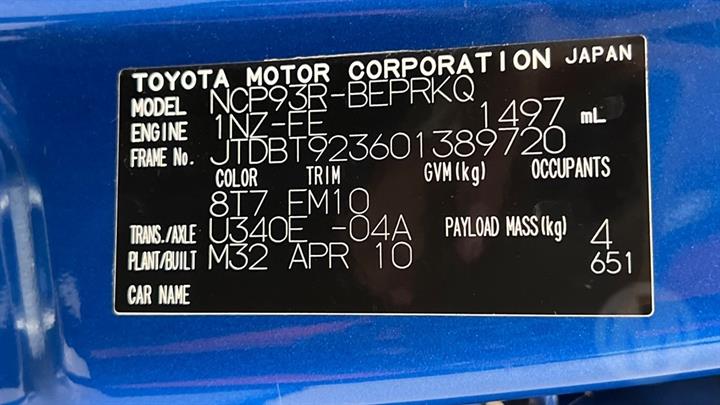 TOYOTA MOTOR CORPORATION JAPAN
MODEL NCP93R-BEPRKQ
ENGINE 1NZ-FE 1497 mL
FRAME No. JTDBT923601389720
COLOR TRIM GVM(kg) OCCUPANTS
8T7 FM10
TRANS./AXLE U340E -04A PAYLOAD MASS(kg) 4
PLANT/BUILT M32 APR 10 651
CAR NAME